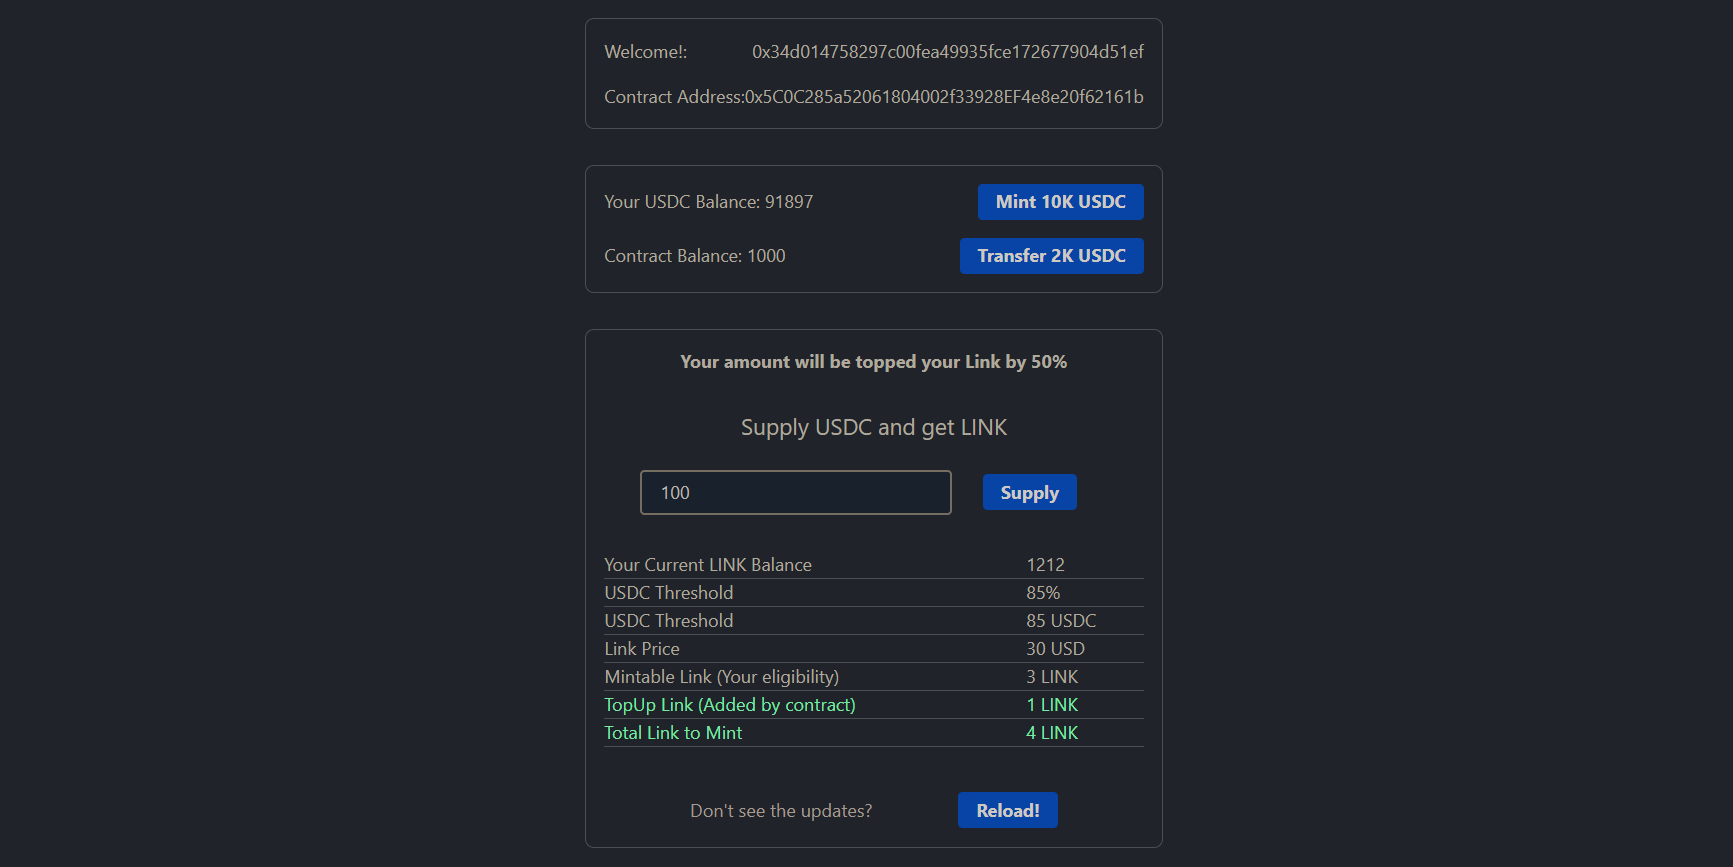 Welcome!: 0x34d014758297c00fea49935fce172677904d51ef
Contract Address:0x5C0C285a52061804002f33928EF4e8e20f62161b
Your USDC Balance: 91897 Mint 10K USDC
Contract Balance: 1000 Transfer 2K USDC
Your amount will be topped your Link by 50%
Supply USDC and get LINK
100 Supply
Your Current LINK Balance 1212
USDC Threshold 85%
USDC Threshold 85 USDC
Link Price 30 USD
Mintable Link (Your eligibility) 3 LINK
TopUp Link (Added by contract) 1 LINK
Total Link to Mint 4 LINK
Don't see the updates? Reload!